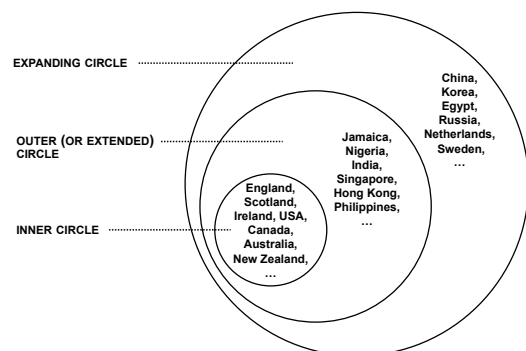 EXPANDING CIRCLE
China,
Korea,
Egypt,
Russia,
Netherlands,
Sweden,
…
OUTER (OR EXTENDED)
CIRCLE
Jamaica,
Nigeria,
India,
Singapore,
Hong Kong,
Philippines,
…
INNER CIRCLE
England,
Scotland,
Ireland, USA,
Canada,
Australia,
New Zealand,
…